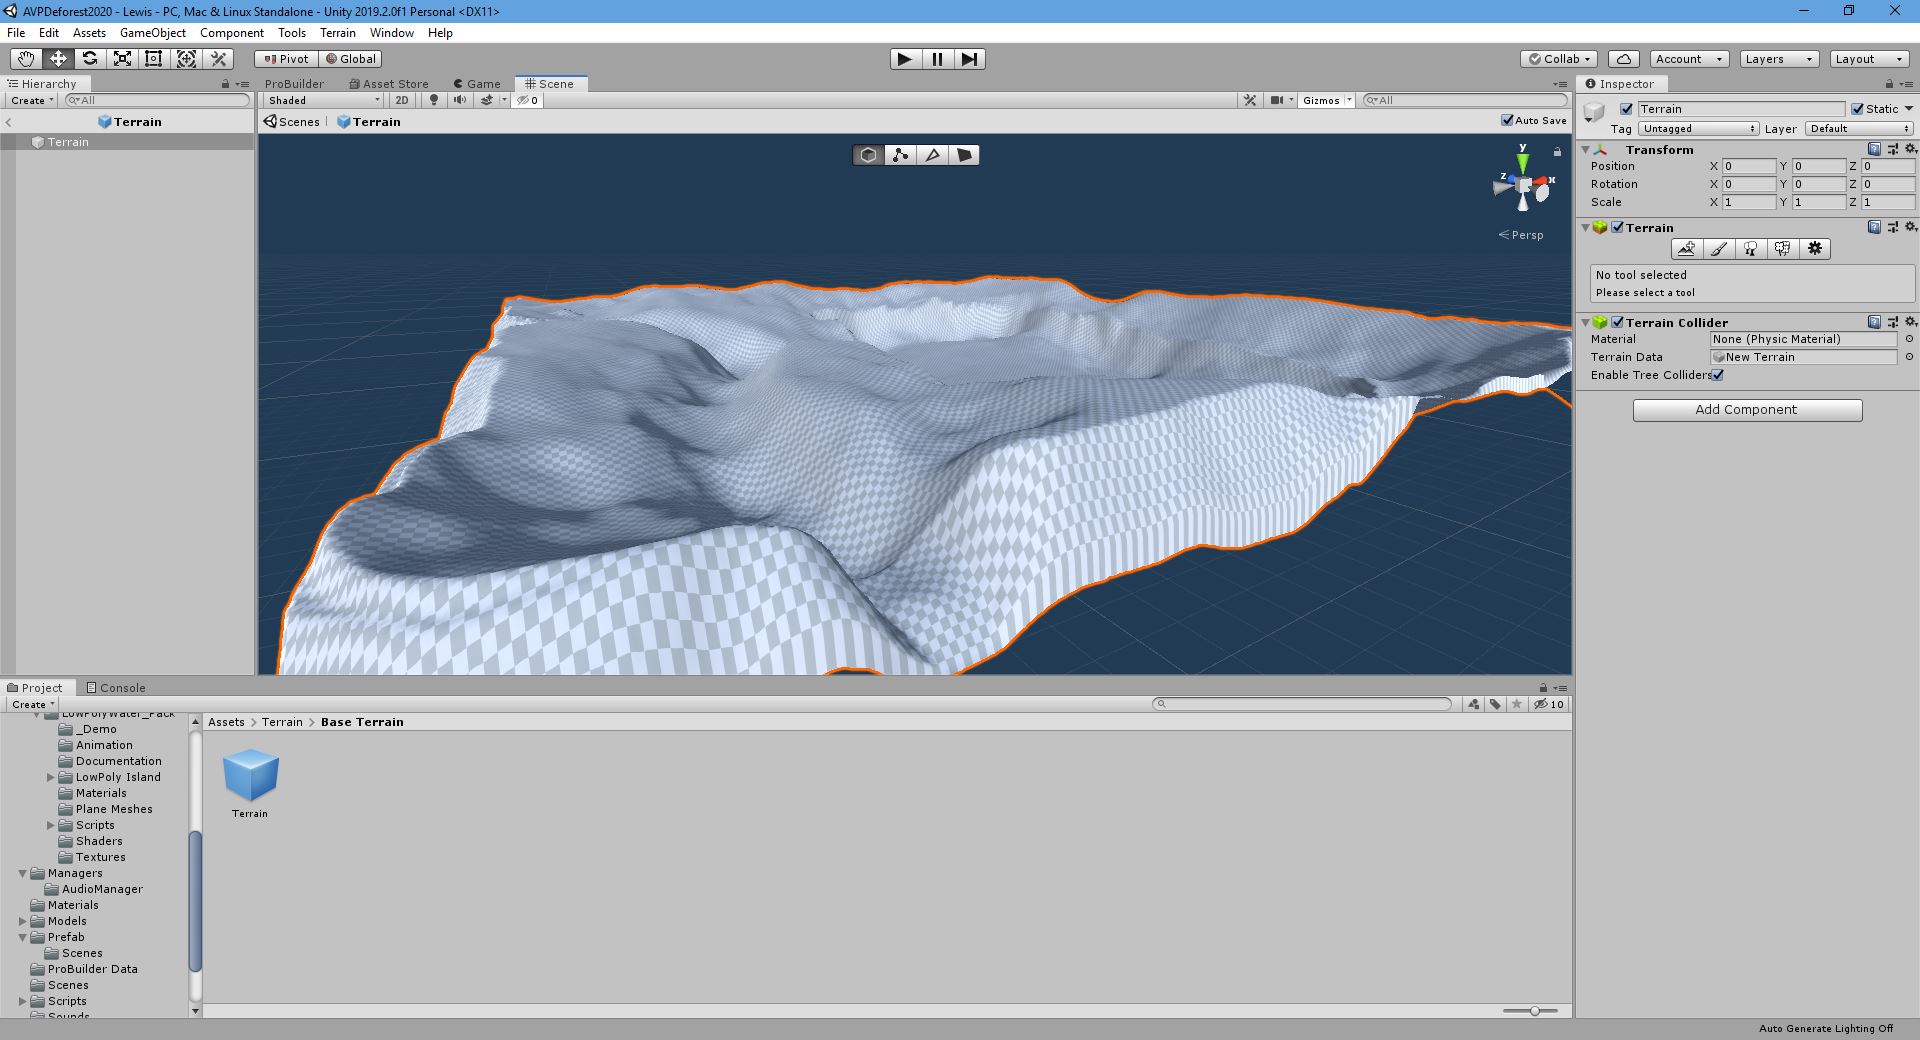 AVPDeforest2020 - Lewis - PC, Mac & Linux Standalone - Unity 2019.2.0f1 Personal <DX11>
File Edit Assets GameObject Component Tools Terrain Window Help
Pivot Global
Collab Account Layers Layout
Hierarchy
Create All
Terrain
Terrain
ProBuilder Asset Store Game Scene
Shaded 2D 0 Gizmos All
Scenes Terrain Auto Save
y
z x
Persp
Inspector
Terrain Static
Tag Untagged Layer Default
Transform
Position X 0 Y 0 Z 0
Rotation X 0 Y 0 Z 0
Scale X 1 Y 1 Z 1
Terrain
No tool selected
Please select a tool
Terrain Collider
Material None (Physic Material)
Terrain Data New Terrain
Enable Tree Colliders
Add Component
Project Console
Create 10
LowPolyWater_Pack
_Demo
Animation
Documentation
LowPoly Island
Materials
Plane Meshes
Scripts
Shaders
Textures
Managers
AudioManager
Materials
Models
Prefab
Scenes
ProBuilder Data
Scenes
Scripts
Sounds
Assets > Terrain > Base Terrain
Terrain
Auto Generate Lighting Off